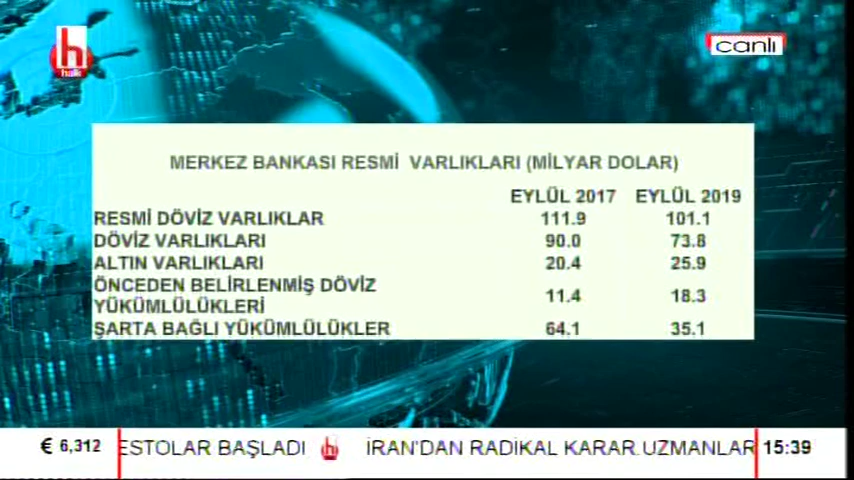 h
halk
canlı
MERKEZ BANKASI RESMİ VARLIKLARI (MİLYAR DOLAR)
EYLÜL 2017 EYLÜL 2019
RESMİ DÖVİZ VARLIKLAR 111.9 101.1
DÖVİZ VARLIKLARI 90.0 73.8
ALTIN VARLIKLARI 20.4 25.9
ÖNCEDEN BELİRLENMİŞ DÖVİZ
YÜKÜMLÜLÜKLERİ 11.4 18.3
ŞARTA BAĞLI YÜKÜMLÜLÜKLER 64.1 35.1
€ 6,312 ESTOLAR BAŞLADI h İRAN'DAN RADİKAL KARAR.UZMANLAR 15:39